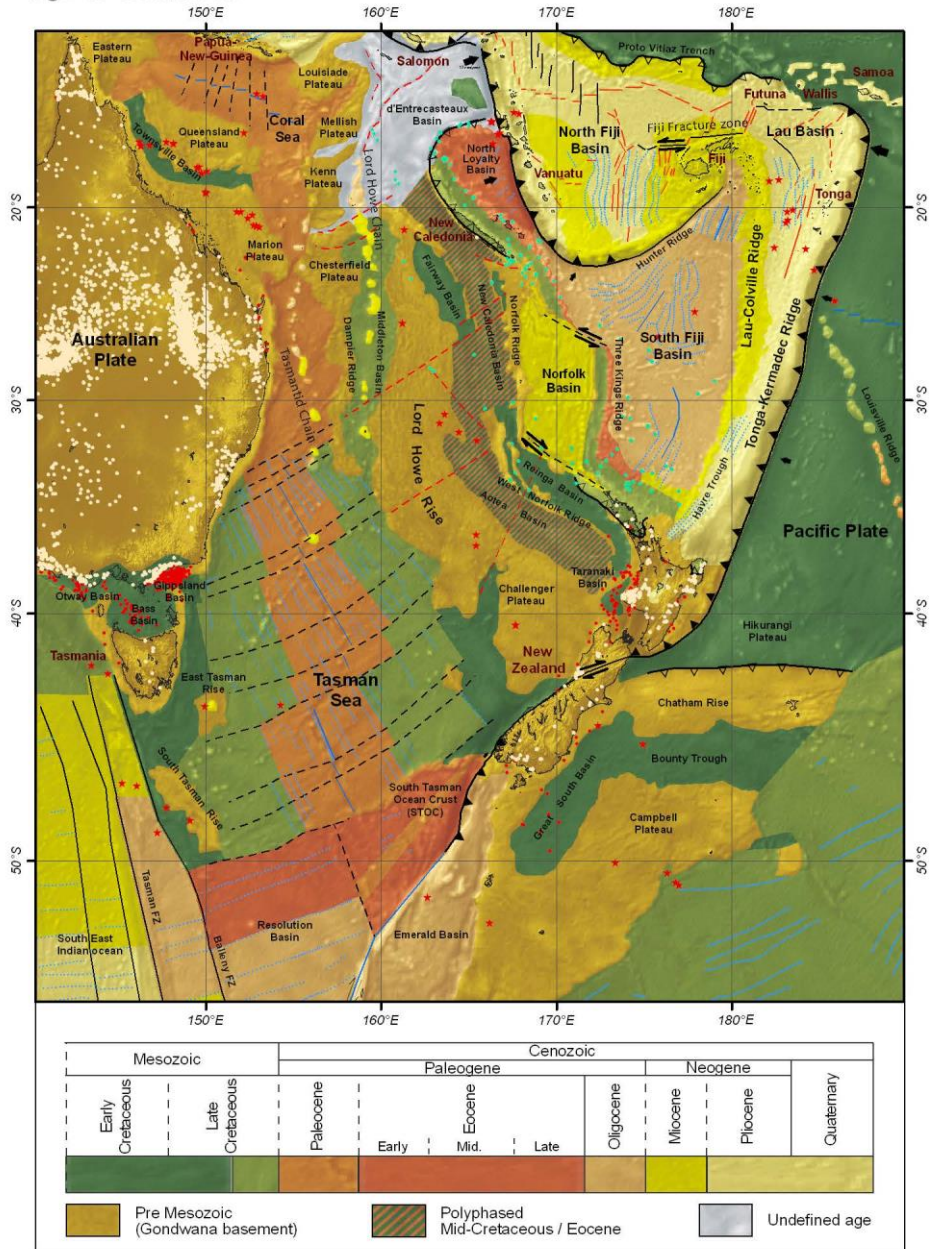 150°E 160°E 170°E 180°E
Eastern
Plateau
Papua-
New-Guinea
Louisiade
Plateau
Salomon
Proto Vitiaz Trench
Samoa
Futuna
Wallis
Coral
Sea
d'Entrecasteaux
Basin
Mellish
Plateau
Queensland
Plateau
Townsville Basin
Kenn
Plateau
Lord Howe Chain
North
Loyalty
Basin
North Fiji
Basin
Fiji Fracture zone
Lau Basin
Fiji
Vanuatu
Tonga
20°S
20°S
New
Caledonia
Marion
Plateau
Chesterfield
Plateau
Hunter Ridge
Lau-Colville Ridge
Fairway Basin
New Caledonia Basin
Norfolk Ridge
Australian
Plate
Dampier Ridge
Middleton Basin
Norfolk
Basin
Three Kings Ridge
South Fiji
Basin
Tonga-Kermadec Ridge
Louisville Ridge
Tasmantid Chain
30°S
30°S
Lord Howe Rise
Havre Trough
Reinga Basin
West Norfolk Ridge
Aotea Basin
Pacific Plate
Taranaki
Basin
Otway Basin
Gippsland
Basin
Bass
Basin
Challenger
Plateau
40°S
40°S
Hikurangi
Plateau
Tasmania
East Tasman
Rise
Tasman
Sea
New
Zealand
Chatham Rise
Bounty Trough
South Tasman Rise
South Tasman
Ocean Crust
(STOC)
Great South Basin
Campbell
Plateau
50°S
50°S
Tasman FZ
Balleny FZ
Resolution
Basin
Emerald Basin
South East
Indian ocean
150°E 160°E 170°E 180°E
Mesozoic
Cenozoic
Paleogene
Neogene
Early
Cretaceous
Late
Cretaceous
Paleocene
Eocene
Early Mid. Late
Oligocene
Miocene
Pliocene
Quaternary
Pre Mesozoic
(Gondwana basement)
Polyphased
Mid-Cretaceous / Eocene
Undefined age